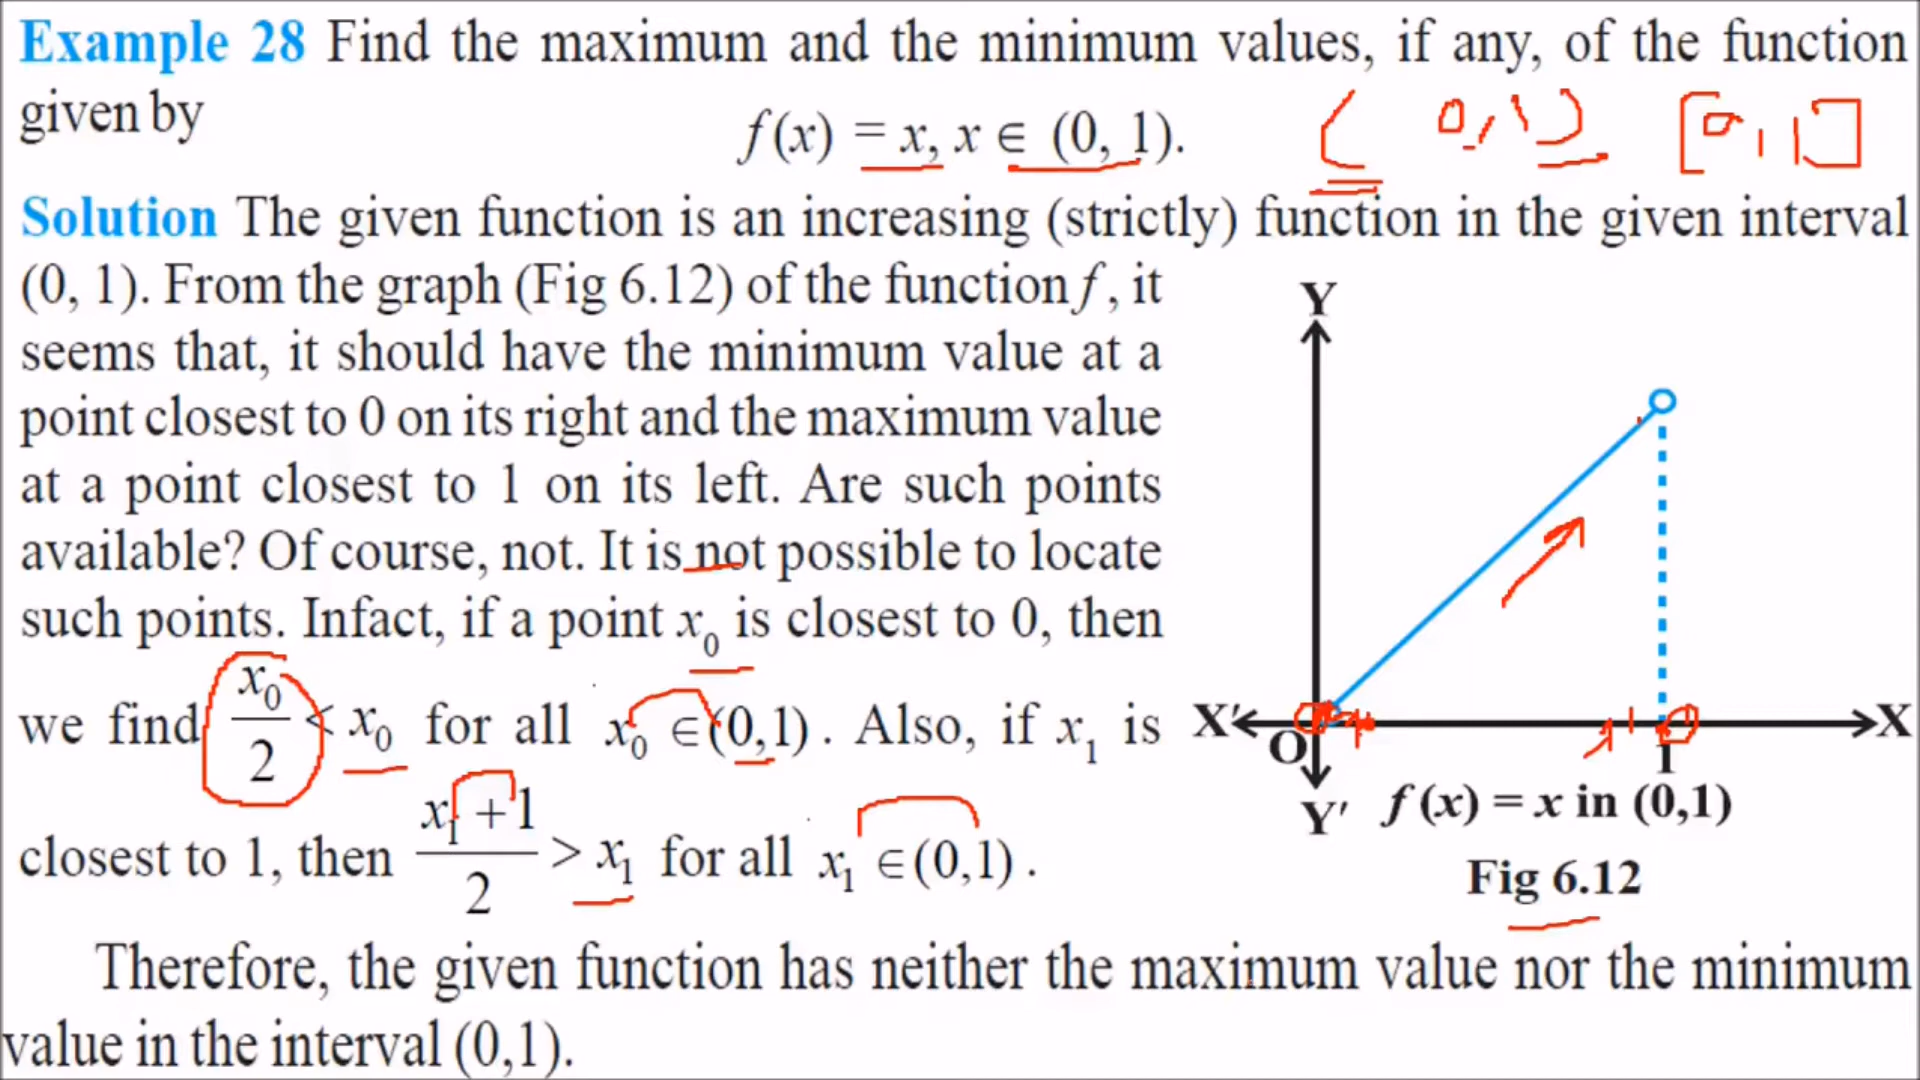 Example 28 Find the maximum and the minimum values, if any, of the function
given by
f(x) = x, x ∈ (0, 1).
(0,1) [0,1]
Solution The given function is an increasing (strictly) function in the given interval
(0, 1). From the graph (Fig 6.12) of the function f, it
seems that, it should have the minimum value at a
point closest to 0 on its right and the maximum value
at a point closest to 1 on its left. Are such points
available? Of course, not. It is not possible to locate
such points. Infact, if a point x₀ is closest to 0, then
we find x₀/2 < x₀ for all x₀ ∈ (0,1). Also, if x₁ is
closest to 1, then (x₁ + 1)/2 > x₁ for all x₁ ∈ (0,1).
Therefore, the given function has neither the maximum value nor the minimum
value in the interval (0,1).
Y
X′ O 1 X
Y′ f(x) = x in (0,1)
Fig 6.12